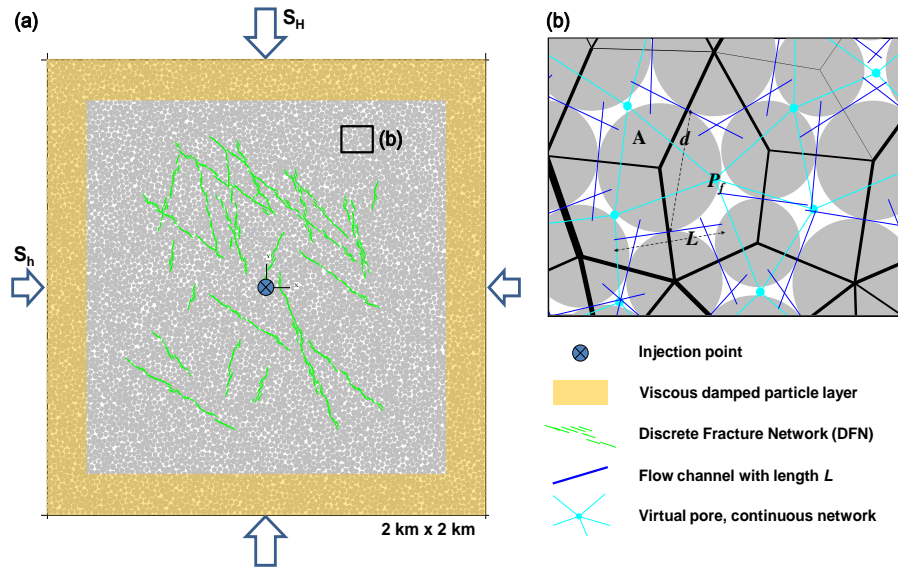 (a)
S_H
(b)
S_h
2 km x 2 km
(b)
A
d
P_f
L
Injection point
Viscous damped particle layer
Discrete Fracture Network (DFN)
Flow channel with length L
Virtual pore, continuous network